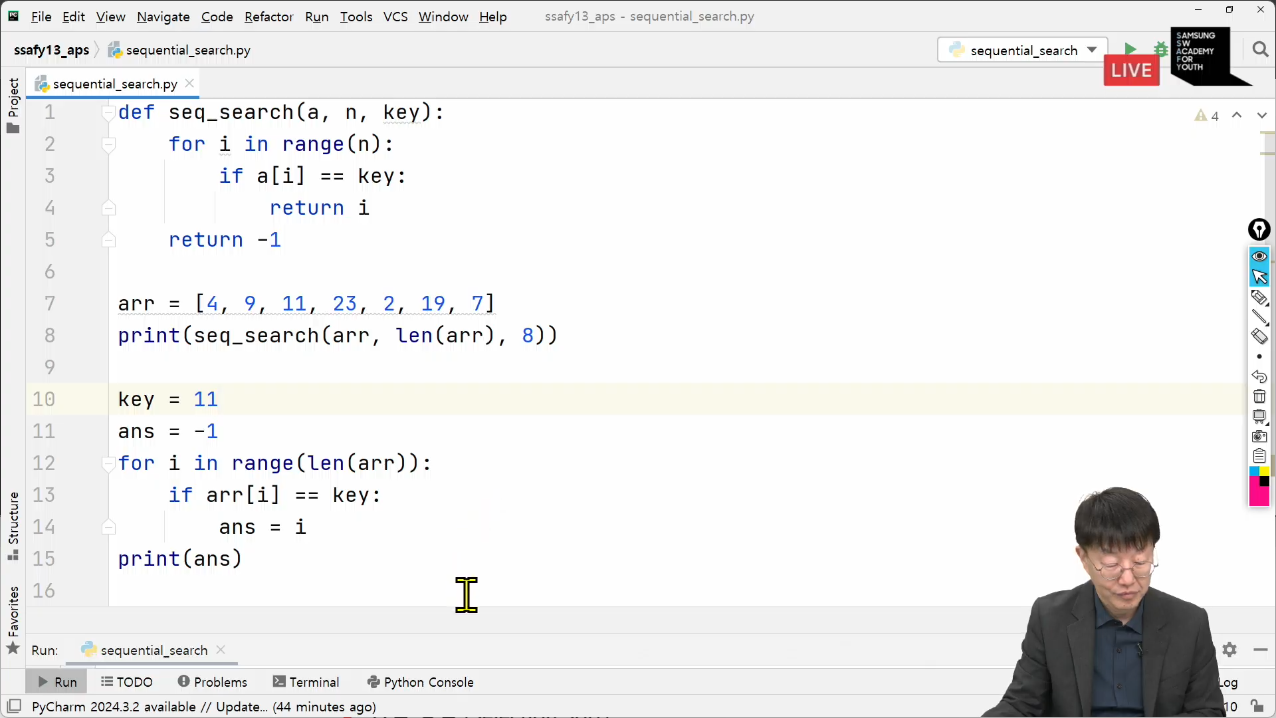 File Edit View Navigate Code Refactor Run Tools VCS Window Help ssafy13_aps - sequential_search.py
ssafy13_aps sequential_search.py sequential_search
SAMSUNG
SW
ACADEMY
FOR
YOUTH
LIVE
sequential_search.py
Project
4
1 def seq_search(a, n, key):
2 for i in range(n):
3 if a[i] == key:
4 return i
5 return -1
6
7 arr = [4, 9, 11, 23, 2, 19, 7]
8 print(seq_search(arr, len(arr), 8))
9
10 key = 11
11 ans = -1
12 for i in range(len(arr)):
13 if arr[i] == key:
14 ans = i
15 print(ans)
16
Structure
Favorites
Run: sequential_search
Run TODO Problems Terminal Python Console Log
PyCharm 2024.3.2 available // Update... (44 minutes ago) 10